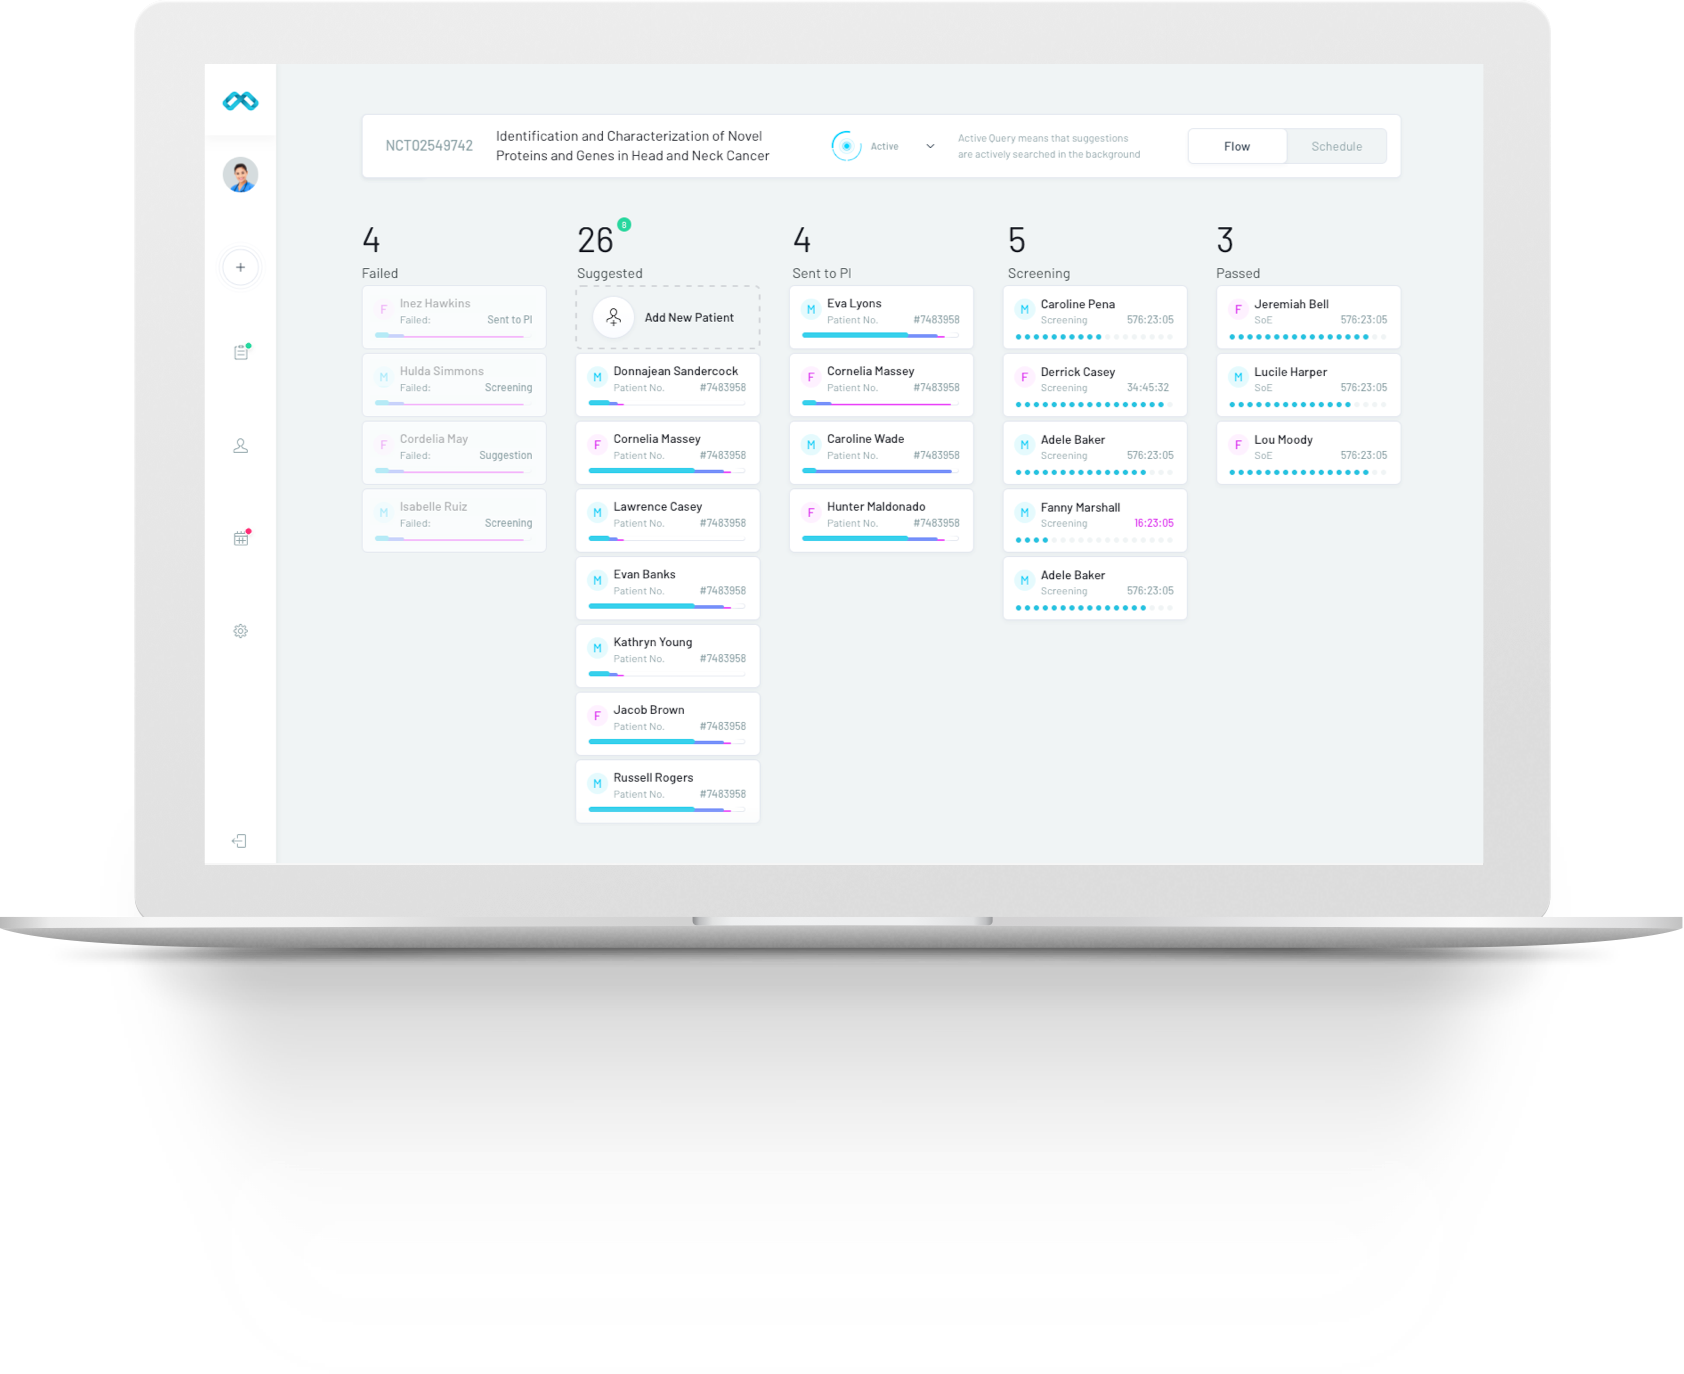 NCT02549742
Identification and Characterization of Novel
Proteins and Genes in Head and Neck Cancer
Active
Active Query means that suggestions
are actively searched in the background
Flow
Schedule
4
Failed
F
Inez Hawkins
Failed: Sent to PI
M
Hulda Simmons
Failed: Screening
F
Cordelia May
Failed: Suggestion
M
Isabelle Ruiz
Failed: Screening
26
8
Suggested
Add New Patient
M
Donnajean Sandercock
Patient No. #7483958
F
Cornelia Massey
Patient No. #7483958
M
Lawrence Casey
Patient No. #7483958
M
Evan Banks
Patient No. #7483958
M
Kathryn Young
Patient No. #7483958
F
Jacob Brown
Patient No. #7483958
M
Russell Rogers
Patient No. #7483958
4
Sent to PI
M
Eva Lyons
Patient No. #7483958
F
Cornelia Massey
Patient No. #7483958
M
Caroline Wade
Patient No. #7483958
F
Hunter Maldonado
Patient No. #7483958
5
Screening
M
Caroline Pena
Screening 576:23:05
F
Derrick Casey
Screening 34:45:32
M
Adele Baker
Screening 576:23:05
M
Fanny Marshall
Screening 16:23:05
M
Adele Baker
Screening 576:23:05
3
Passed
F
Jeremiah Bell
SoE 576:23:05
M
Lucile Harper
SoE 576:23:05
F
Lou Moody
SoE 576:23:05